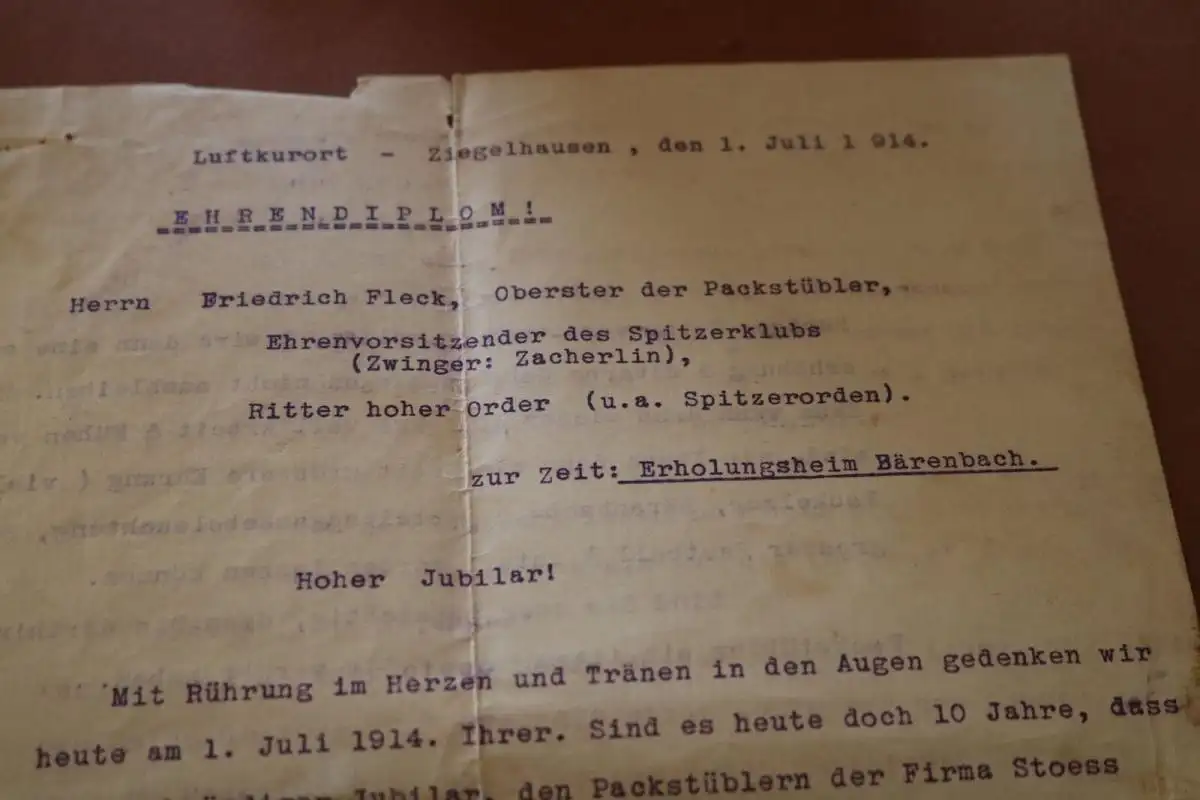 Luftkurort - Ziegelhausen , den 1. Juli 1 914.
EHRENDIPLOM!
Herrn Friedrich Fleck, Oberster der Packstübler,
Ehrenvorsitzender des Spitzerklubs
(Zwinger: Zacherlin),
Ritter hoher Order (u.a. Spitzerorden).
zur Zeit: Erholungsheim Bärenbach.
Hoher Jubilar!
Mit Rührung im Herzen und Tränen in den Augen gedenken wir
heute am 1. Juli 1914. Ihrer. Sind es heute doch 10 Jahre, dass
Jubilar, den Packstüblern der Firma Stoess